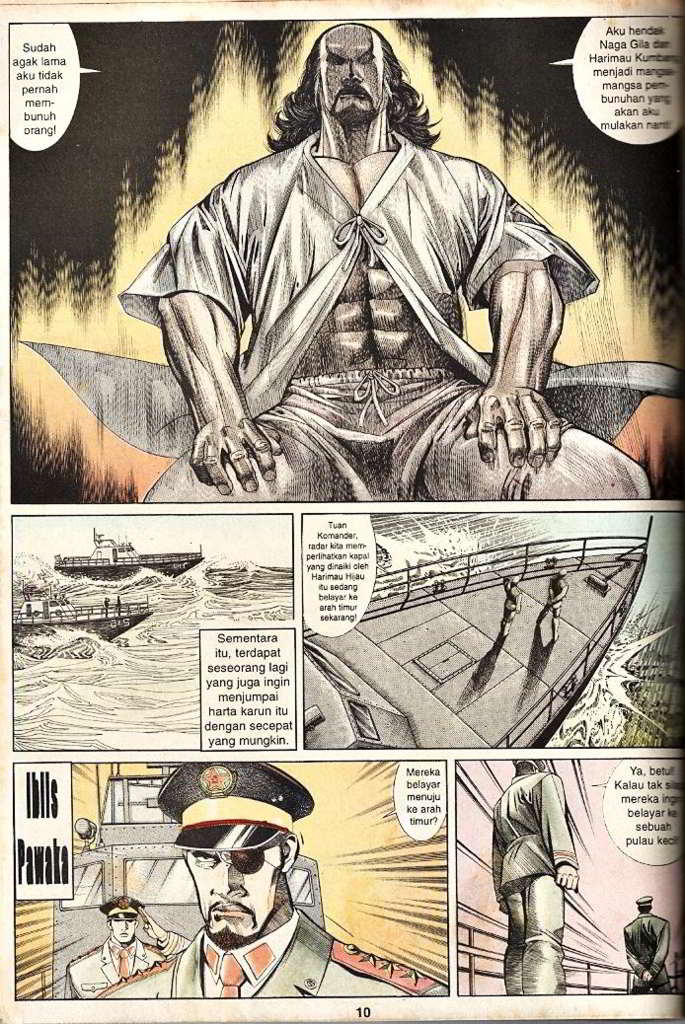 Sudah
agak lama
aku tidak
pernah
mem-
bunuh
orang!
Aku hendak
Naga Gila dan
Harimau Kumbang
menjadi mangsa-
mangsa pem-
bunuhan yang
akan aku
mulakan nanti!
Sementara
itu, terdapat
seseorang lagi
yang juga ingin
menjumpai
harta karun itu
dengan secepat
yang mungkin.
Tuan
Komander,
radar kita mem-
perlihatkan kapal
yang dinaiki oleh
Harimau Hijau
itu sedang
belayar ke
arah timur
sekarang!
Iblis
Pawaka
Mereka
belayar
menuju
ke arah
timur?
Ya, betul!
Kalau tak silap
mereka ingin
belayar ke
sebuah
pulau kecil!
10